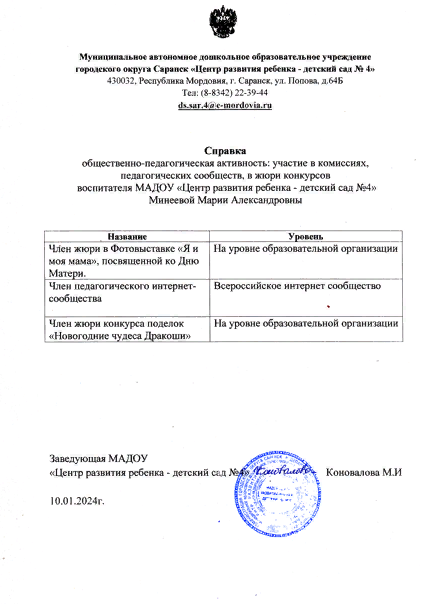 Муниципальное автономное дошкольное образовательное учреждение
городского округа Саранск «Центр развития ребенка - детский сад № 4»
430032, Республика Мордовия, г. Саранск, ул. Попова, д.64Б
Тел: (8-8342) 22-39-44
ds.sar.4@e-mordovia.ru
Справка
общественно-педагогическая активность: участие в комиссиях,
педагогических сообществ, в жюри конкурсов
воспитателя МАДОУ «Центр развития ребенка - детский сад №4»
Минеевой Марии Александровны
Название Уровень
Член жюри в Фотовыставке «Я и На уровне образовательной организации
моя мама», посвященной ко Дню
Матери.
Член педагогического интернет- Всероссийское интернет сообщество
сообщества
Член жюри конкурса поделок На уровне образовательной организации
«Новогодние чудеса Дракоши»
Заведующая МАДОУ
«Центр развития ребенка - детский сад №4» Коновалова Коновалова М.И
10.01.2024г.